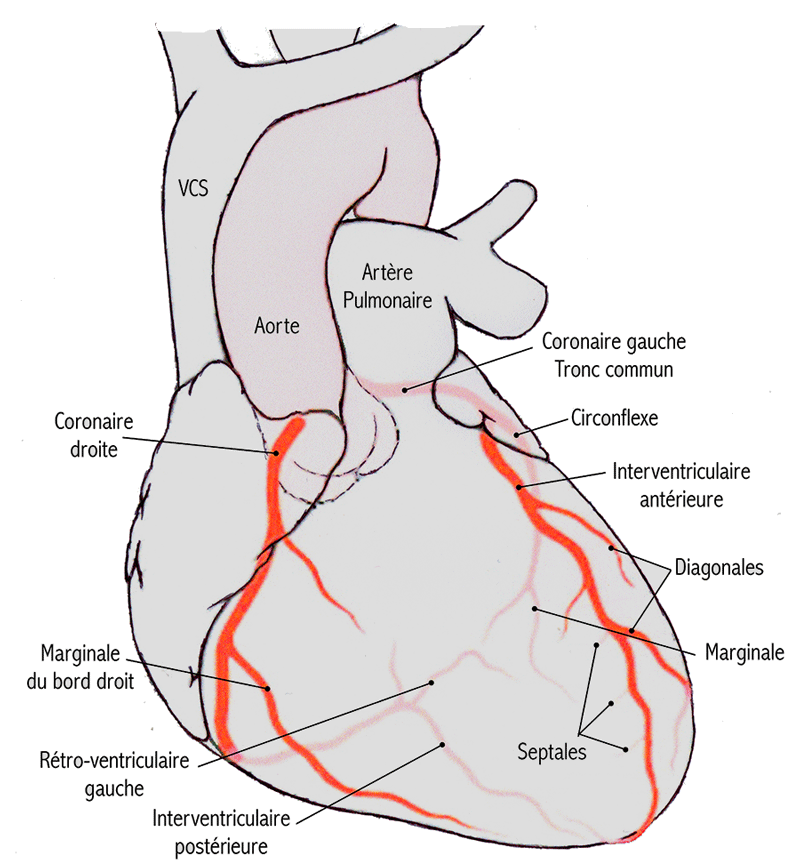 VCS
Artère
Pulmonaire
Aorte
Coronaire gauche
Tronc commun
Coronaire
droite
Circonflexe
Interventriculaire
antérieure
Diagonales
Marginale
Marginale
du bord droit
Septales
Rétro-ventriculaire
gauche
Interventriculaire
postérieure